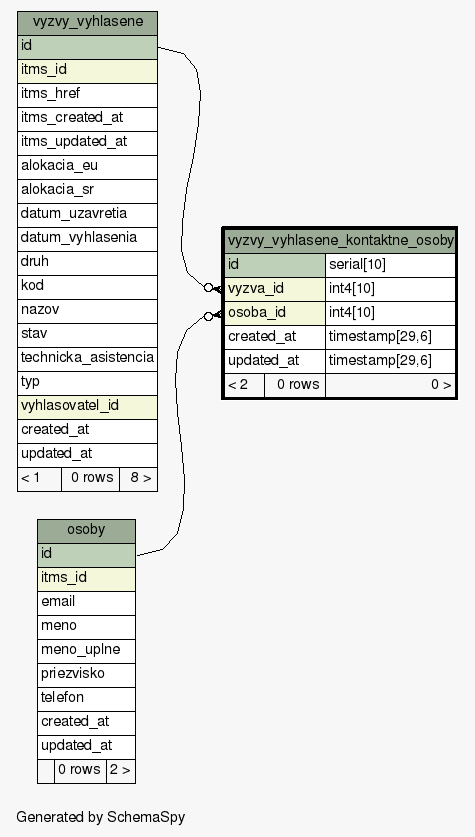 vyzvy_vyhlasene
id
itms_id
itms_href
itms_created_at
itms_updated_at
alokacia_eu
alokacia_sr
datum_uzavretia
datum_vyhlasenia
druh
kod
nazov
stav
technicka_asistencia
typ
vyhlasovatel_id
created_at
updated_at
< 1 0 rows 8 >
vyzvy_vyhlasene_kontaktne_osoby
id serial[10]
vyzva_id int4[10]
osoba_id int4[10]
created_at timestamp[29,6]
updated_at timestamp[29,6]
< 2 0 rows 0 >
osoby
id
itms_id
email
meno
meno_uplne
priezvisko
telefon
created_at
updated_at
0 rows 2 >
Generated by SchemaSpy